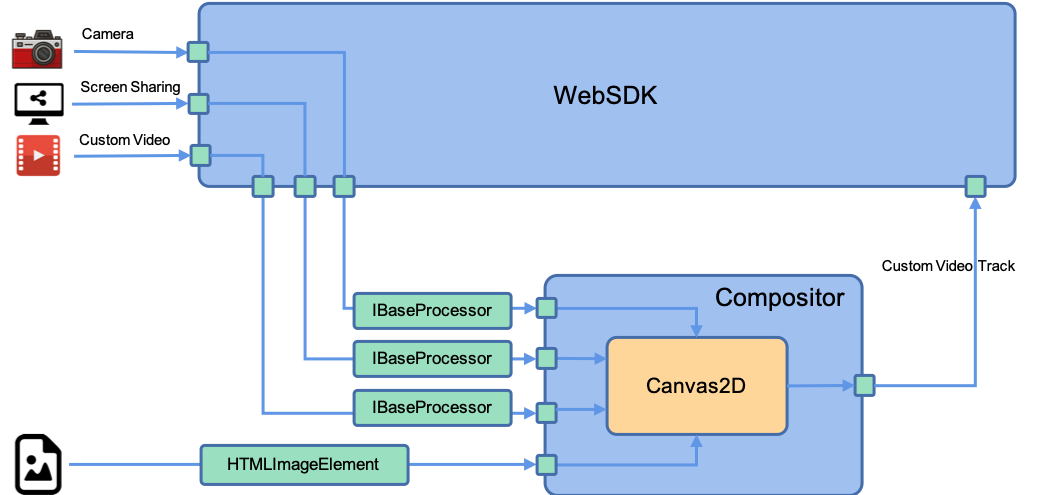 Camera
Screen Sharing
Custom Video
WebSDK
Custom Video Track
Compositor
IBaseProcessor
IBaseProcessor
Canvas2D
IBaseProcessor
HTMLImageElement